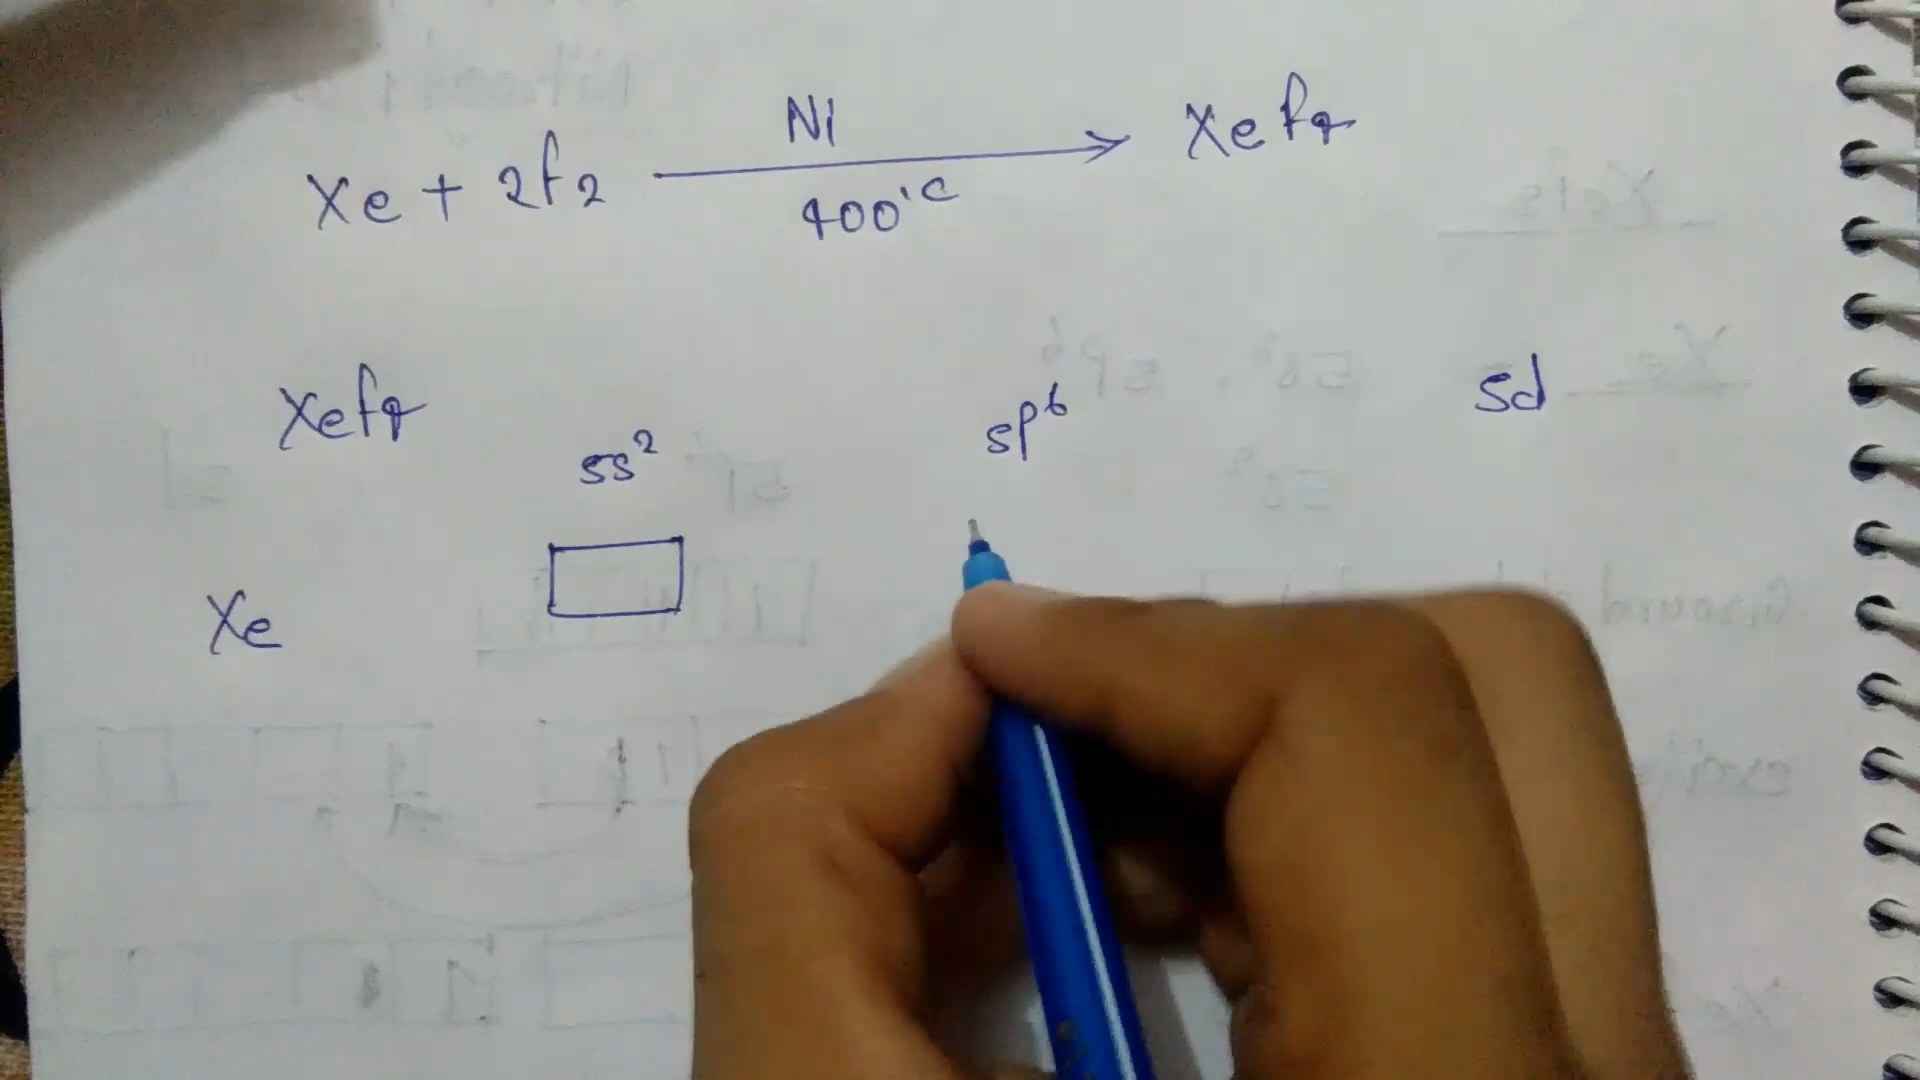 Xe + 2F₂ → XeF₄
Ni
400°C
XeF₄ 5s² 5p⁶ 5d
Xe